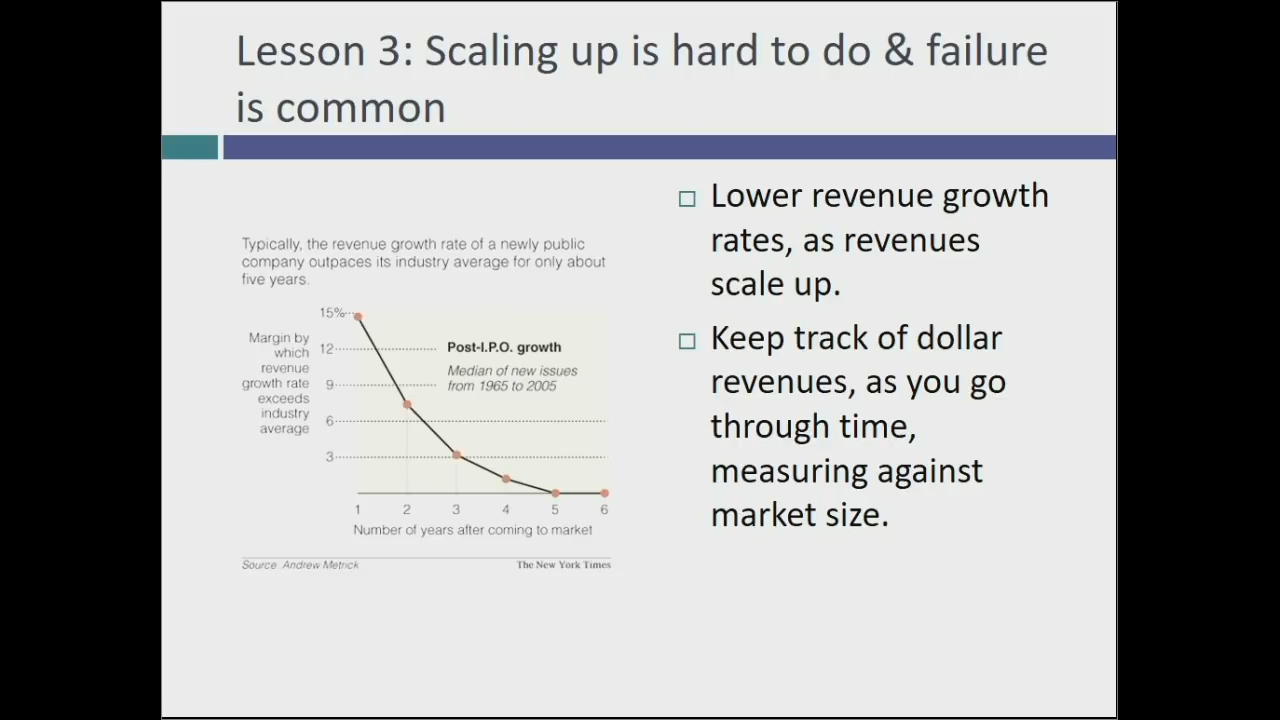 Lesson 3: Scaling up is hard to do & failure
is common
Typically, the revenue growth rate of a newly public
company outpaces its industry average for only about
five years.
15%
12
9
6
3
Margin by
which
revenue
growth rate
exceeds
industry
average
Post-I.P.O. growth
Median of new issues
from 1965 to 2005
1 2 3 4 5 6
Number of years after coming to market
Source: Andrew Metrick
The New York Times
Lower revenue growth
rates, as revenues
scale up.
Keep track of dollar
revenues, as you go
through time,
measuring against
market size.